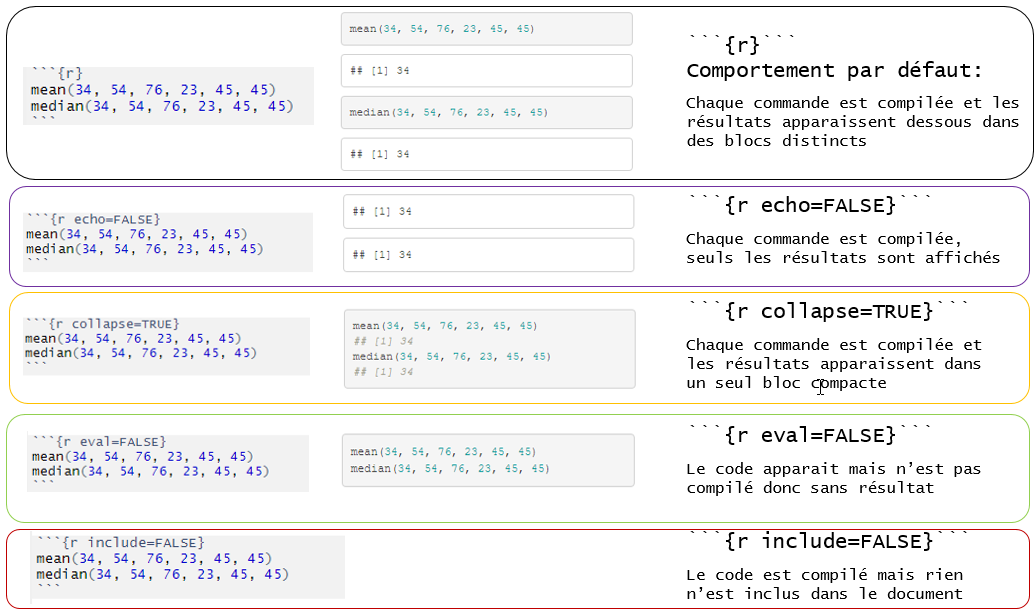 ```{r}
mean(34, 54, 76, 23, 45, 45)
median(34, 54, 76, 23, 45, 45)
```
mean(34, 54, 76, 23, 45, 45)
## [1] 34
median(34, 54, 76, 23, 45, 45)
## [1] 34
```{r}```
Comportement par défaut:
Chaque commande est compilée et les
résultats apparaissent dessous dans
des blocs distincts
```{r echo=FALSE}
mean(34, 54, 76, 23, 45, 45)
median(34, 54, 76, 23, 45, 45)
```
## [1] 34
## [1] 34
```{r echo=FALSE}```
Chaque commande est compilée,
seuls les résultats sont affichés
```{r collapse=TRUE}
mean(34, 54, 76, 23, 45, 45)
median(34, 54, 76, 23, 45, 45)
```
mean(34, 54, 76, 23, 45, 45)
## [1] 34
median(34, 54, 76, 23, 45, 45)
## [1] 34
```{r collapse=TRUE}```
Chaque commande est compilée et
les résultats apparaissent dans
un seul bloc compacte
```{r eval=FALSE}
mean(34, 54, 76, 23, 45, 45)
median(34, 54, 76, 23, 45, 45)
```
mean(34, 54, 76, 23, 45, 45)
median(34, 54, 76, 23, 45, 45)
```{r eval=FALSE}```
Le code apparait mais n’est pas
compilé donc sans résultat
```{r include=FALSE}
mean(34, 54, 76, 23, 45, 45)
median(34, 54, 76, 23, 45, 45)
```
```{r include=FALSE}```
Le code est compilé mais rien
n’est inclus dans le document